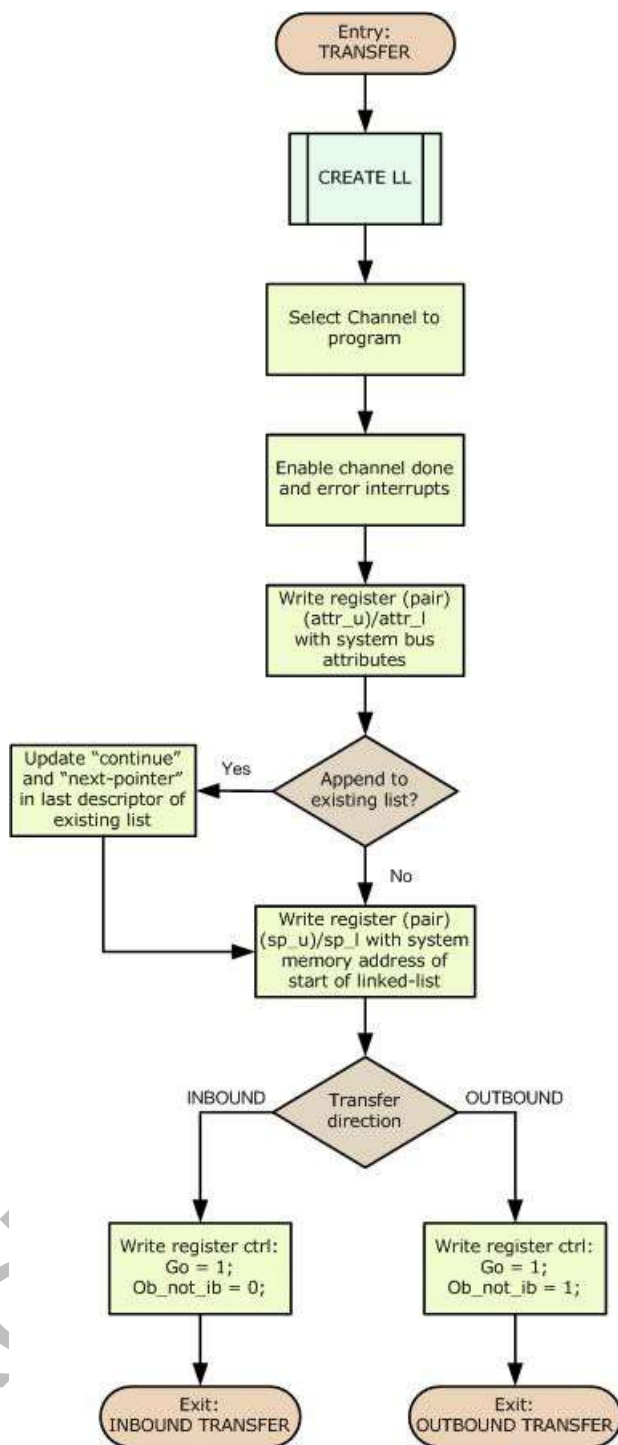 Entry:
TRANSFER
CREATE LL
Select Channel to
program
Enable channel done
and error interrupts
Write register (pair)
(attr_u)/attr_l
with system bus
attributes
Append to
existing list?
Yes
Update “continue”
and “next-pointer”
in last descriptor of
existing list
No
Write register (pair)
(sp_u)/sp_l with system
memory address of
start of linked-list
Transfer
direction
INBOUND
OUTBOUND
Write register ctrl:
Go = 1;
Ob_not_ib = 0;
Write register ctrl:
Go = 1;
Ob_not_ib = 1;
Exit:
INBOUND TRANSFER
Exit:
OUTBOUND TRANSFER